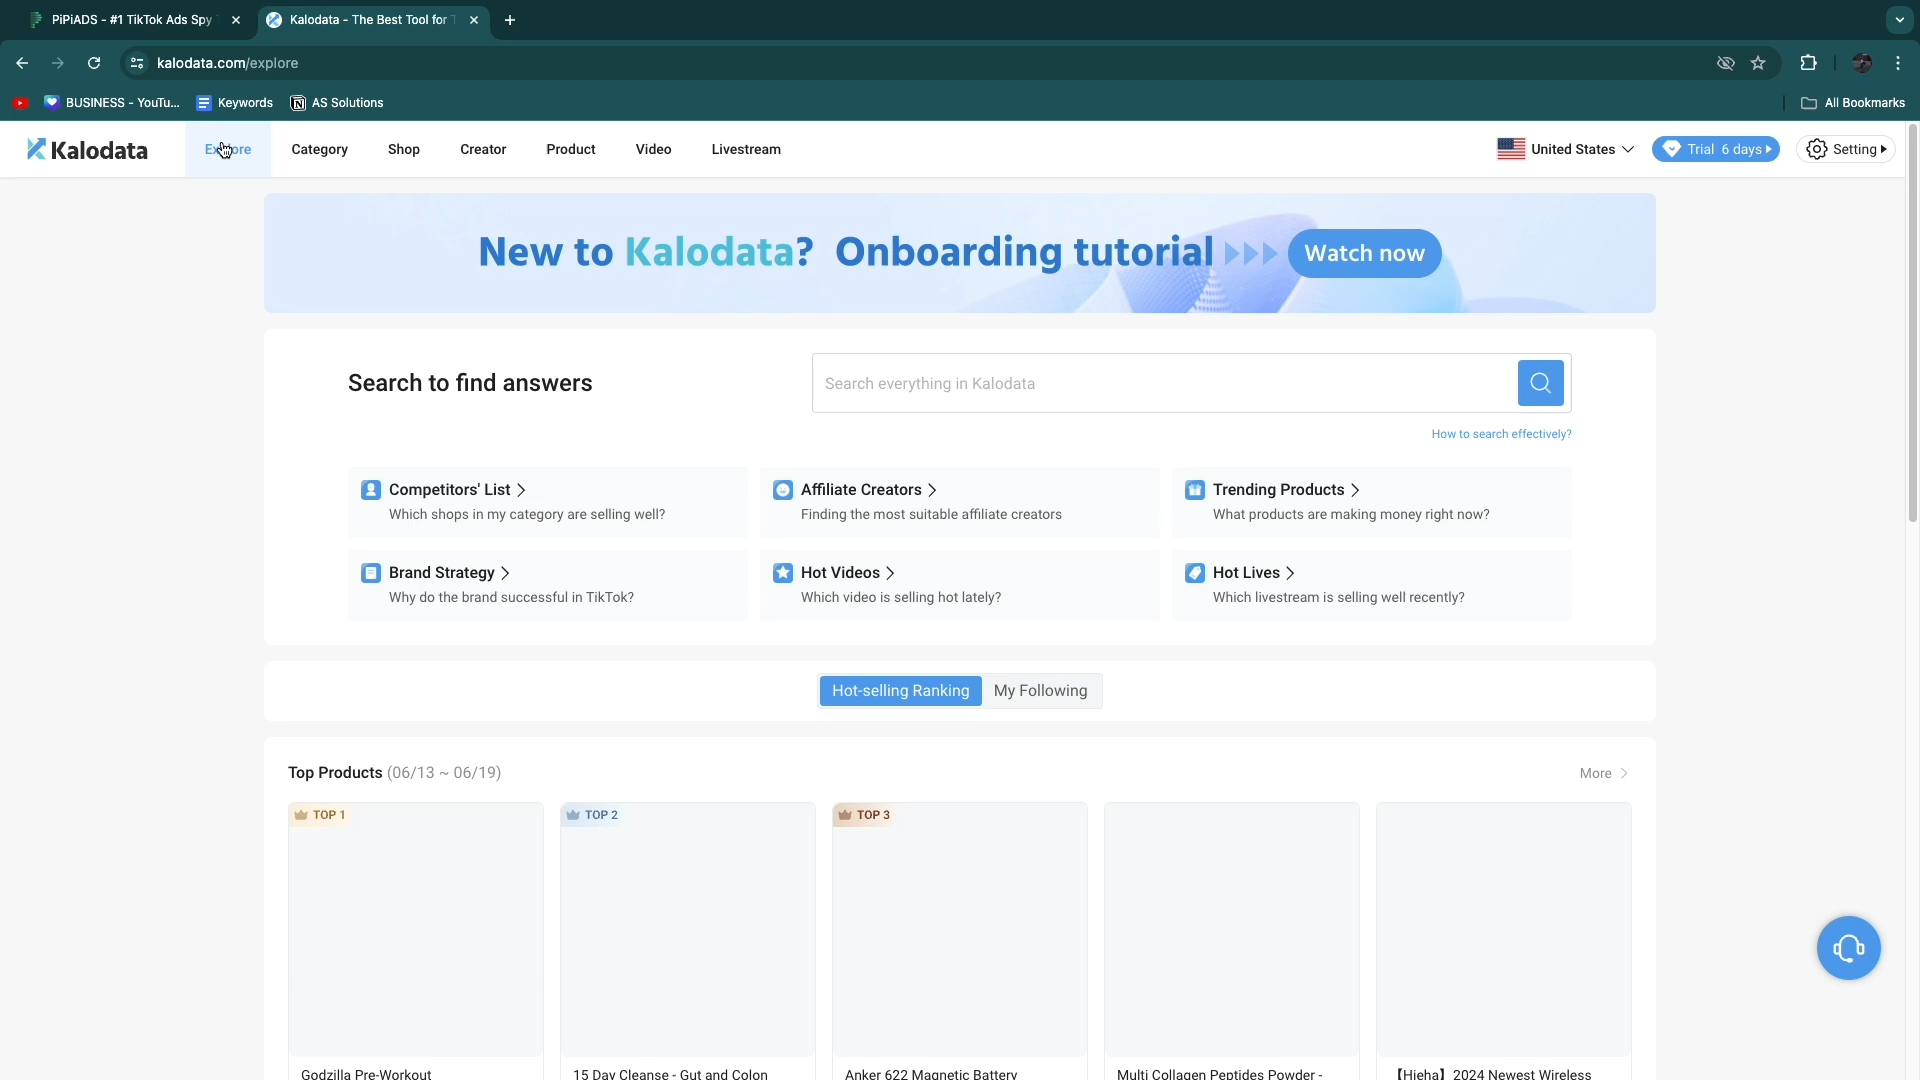 PiPiADS - #1 TikTok Ads Spy
Kalodata - The Best Tool for T
kalodata.com/explore
BUSINESS - YouTu...
Keywords
AS Solutions
All Bookmarks
Kalodata
Explore
Category
Shop
Creator
Product
Video
Livestream
United States
Trial 6 days
Setting
New to Kalodata? Onboarding tutorial
Watch now
Search to find answers
Search everything in Kalodata
How to search effectively?
Competitors' List
Which shops in my category are selling well?
Affiliate Creators
Finding the most suitable affiliate creators
Trending Products
What products are making money right now?
Brand Strategy
Why do the brand successful in TikTok?
Hot Videos
Which video is selling hot lately?
Hot Lives
Which livestream is selling well recently?
Hot-selling Ranking
My Following
Top Products (06/13 ~ 06/19)
More
TOP 1
TOP 2
TOP 3
Godzilla Pre-Workout
15 Day Cleanse - Gut and Colon
Anker 622 Magnetic Battery
Multi Collagen Peptides Powder -
【Hieha】2024 Newest Wireless